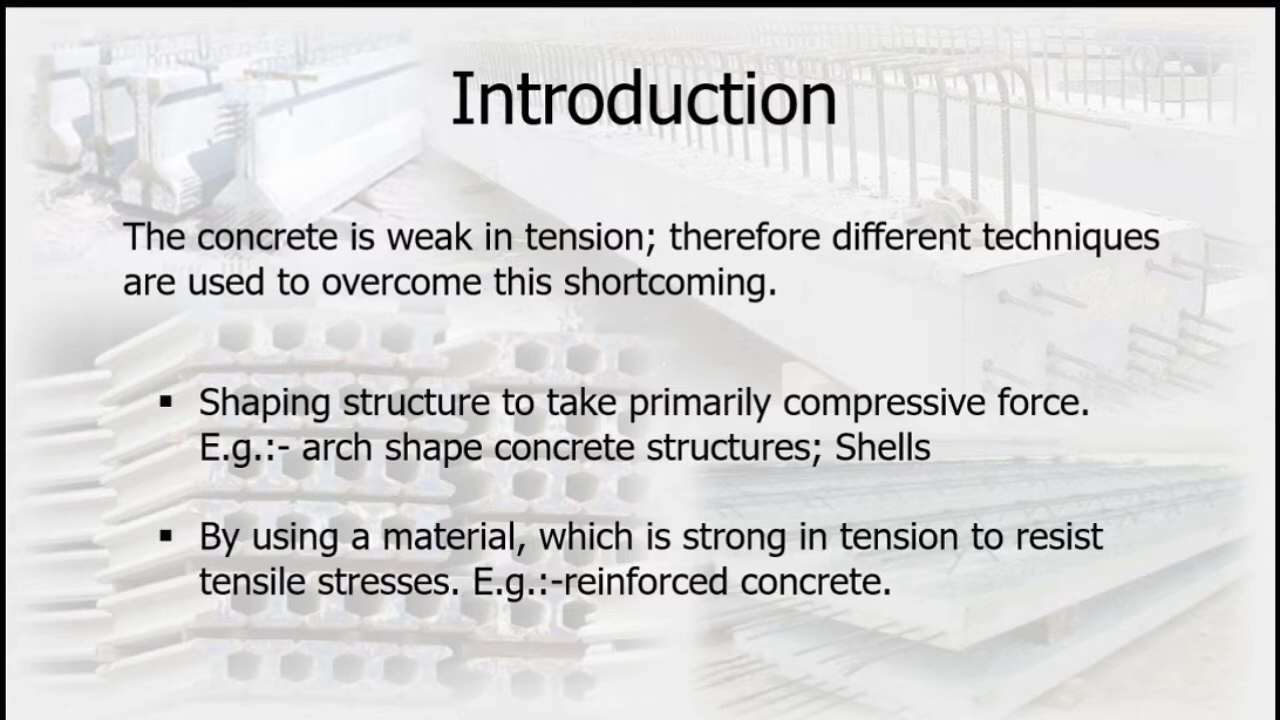 Introduction
The concrete is weak in tension; therefore different techniques
are used to overcome this shortcoming.
▪ Shaping structure to take primarily compressive force.
E.g.:- arch shape concrete structures; Shells
▪ By using a material, which is strong in tension to resist
tensile stresses. E.g.:-reinforced concrete.